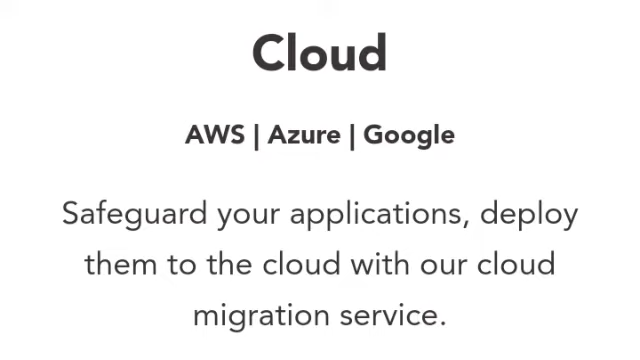 Cloud
AWS | Azure | Google
Safeguard your applications, deploy
them to the cloud with our cloud
migration service.